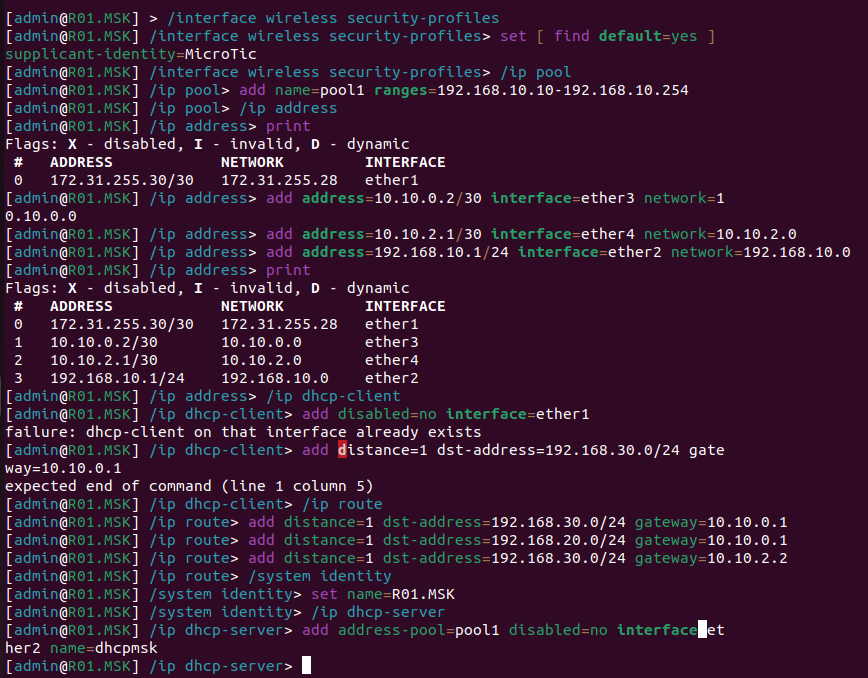 [admin@R01.MSK] > /interface wireless security-profiles
[admin@R01.MSK] /interface wireless security-profiles> set [ find default=yes ]
supplicant-identity=MicroTic
[admin@R01.MSK] /interface wireless security-profiles> /ip pool
[admin@R01.MSK] /ip pool> add name=pool1 ranges=192.168.10.10-192.168.10.254
[admin@R01.MSK] /ip pool> /ip address
[admin@R01.MSK] /ip address> print
Flags: X - disabled, I - invalid, D - dynamic
 #   ADDRESS            NETWORK         INTERFACE
 0   172.31.255.30/30   172.31.255.28   ether1
[admin@R01.MSK] /ip address> add address=10.10.0.2/30 interface=ether3 network=1
0.10.0.0
[admin@R01.MSK] /ip address> add address=10.10.2.1/30 interface=ether4 network=10.10.2.0
[admin@R01.MSK] /ip address> add address=192.168.10.1/24 interface=ether2 network=192.168.10.0
[admin@R01.MSK] /ip address> print
Flags: X - disabled, I - invalid, D - dynamic
 #   ADDRESS            NETWORK         INTERFACE
 0   172.31.255.30/30   172.31.255.28   ether1
 1   10.10.0.2/30       10.10.0.0       ether3
 2   10.10.2.1/30       10.10.2.0       ether4
 3   192.168.10.1/24    192.168.10.0    ether2
[admin@R01.MSK] /ip address> /ip dhcp-client
[admin@R01.MSK] /ip dhcp-client> add disabled=no interface=ether1
failure: dhcp-client on that interface already exists
[admin@R01.MSK] /ip dhcp-client> add distance=1 dst-address=192.168.30.0/24 gate
way=10.10.0.1
expected end of command (line 1 column 5)
[admin@R01.MSK] /ip dhcp-client> /ip route
[admin@R01.MSK] /ip route> add distance=1 dst-address=192.168.30.0/24 gateway=10.10.0.1
[admin@R01.MSK] /ip route> add distance=1 dst-address=192.168.20.0/24 gateway=10.10.0.1
[admin@R01.MSK] /ip route> add distance=1 dst-address=192.168.30.0/24 gateway=10.10.2.2
[admin@R01.MSK] /ip route> /system identity
[admin@R01.MSK] /system identity> set name=R01.MSK
[admin@R01.MSK] /system identity> /ip dhcp-server
[admin@R01.MSK] /ip dhcp-server> add address-pool=pool1 disabled=no interface et
her2 name=dhcpmsk
[admin@R01.MSK] /ip dhcp-server>